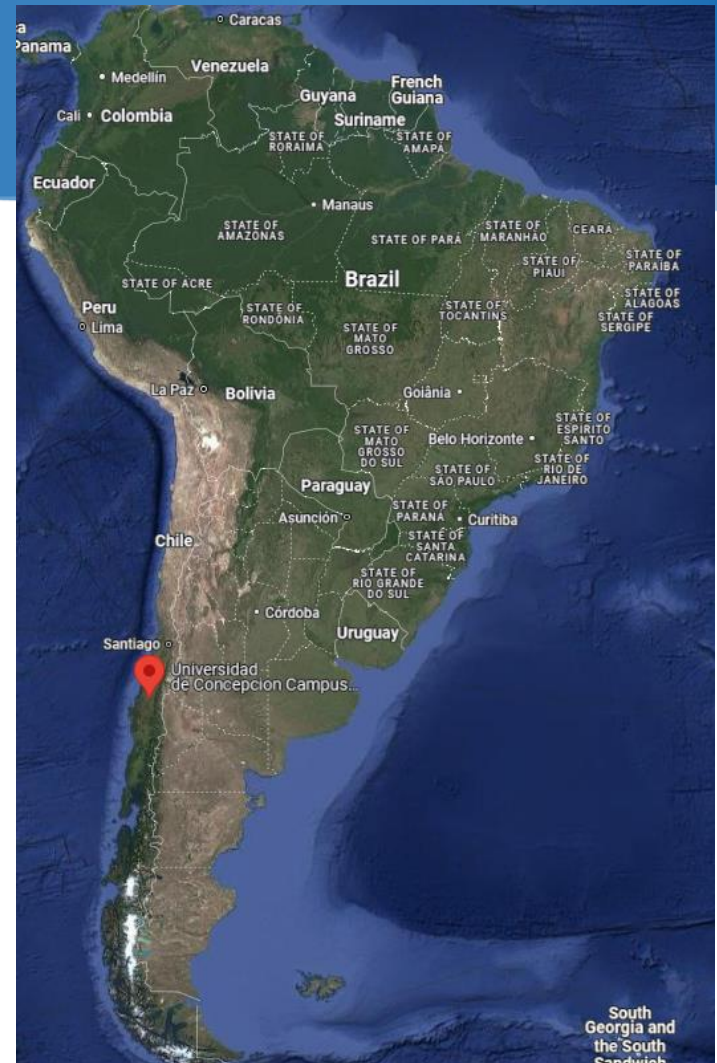 Caracas
a
Panama
Medellín
Venezuela
French
Guiana
Guyana
Cali
Colombia
Suriname
STATE OF
RORAIMA
STATE OF
AMAPÁ
Ecuador
Manaus
STATE OF
AMAZONAS
STATE OF PARÁ
STATE OF
MARANHÃO
CEARÁ
STATE OF
PIAUÍ
STATE OF
PARAÍBA
STATE OF ACRE
Brazil
STATE OF
ALAGOAS
Peru
Lima
STATE OF
RONDÔNIA
STATE OF
TOCANTINS
STATE OF
SERGIPE
STATE OF
MATO
GROSSO
La Paz
Bolivia
Goiânia
STATE OF
MATO
GROSSO
DO SUL
Belo Horizonte
STATE OF
ESPIRITO
SANTO
STATE OF
SÃO PAULO
STATE OF
RIO DE
JANEIRO
Paraguay
Asunción
STATE OF
PARANÁ
Curitiba
Chile
STATE OF
SANTA
CATARINA
STATE OF
RIO GRANDE
DO SUL
Córdoba
Uruguay
Santiago
Universidad
de Concepcion Campus...
South
Georgia and
the South
Sandwich